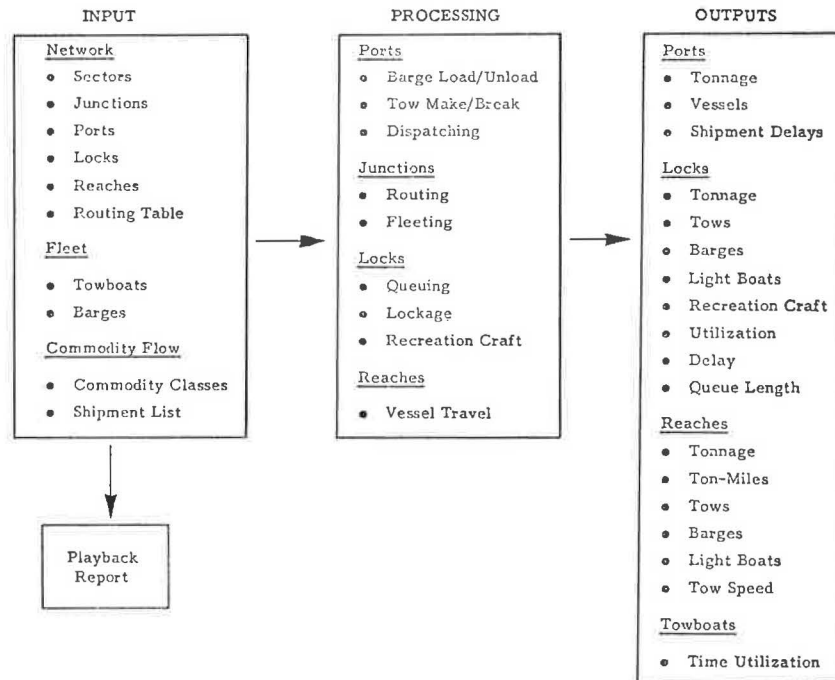 INPUT
Network
• Sectors
• Junctions
• Ports
• Locks
• Reaches
• Routing Table
Fleet
• Towboats
• Barges
Commodity Flow
• Commodity Classes
• Shipment List
Playback
Report
PROCESSING
Ports
• Barge Load/Unload
• Tow Make/Break
• Dispatching
Junctions
• Routing
• Fleeting
Locks
• Queuing
• Lockage
• Recreation Craft
Reaches
• Vessel Travel
OUTPUTS
Ports
• Tonnage
• Vessels
• Shipment Delays
Locks
• Tonnage
• Tows
• Barges
• Light Boats
• Recreation Craft
• Utilization
• Delay
• Queue Length
Reaches
• Tonnage
• Ton-Miles
• Tows
• Barges
• Light Boats
• Tow Speed
Towboats
• Time Utilization